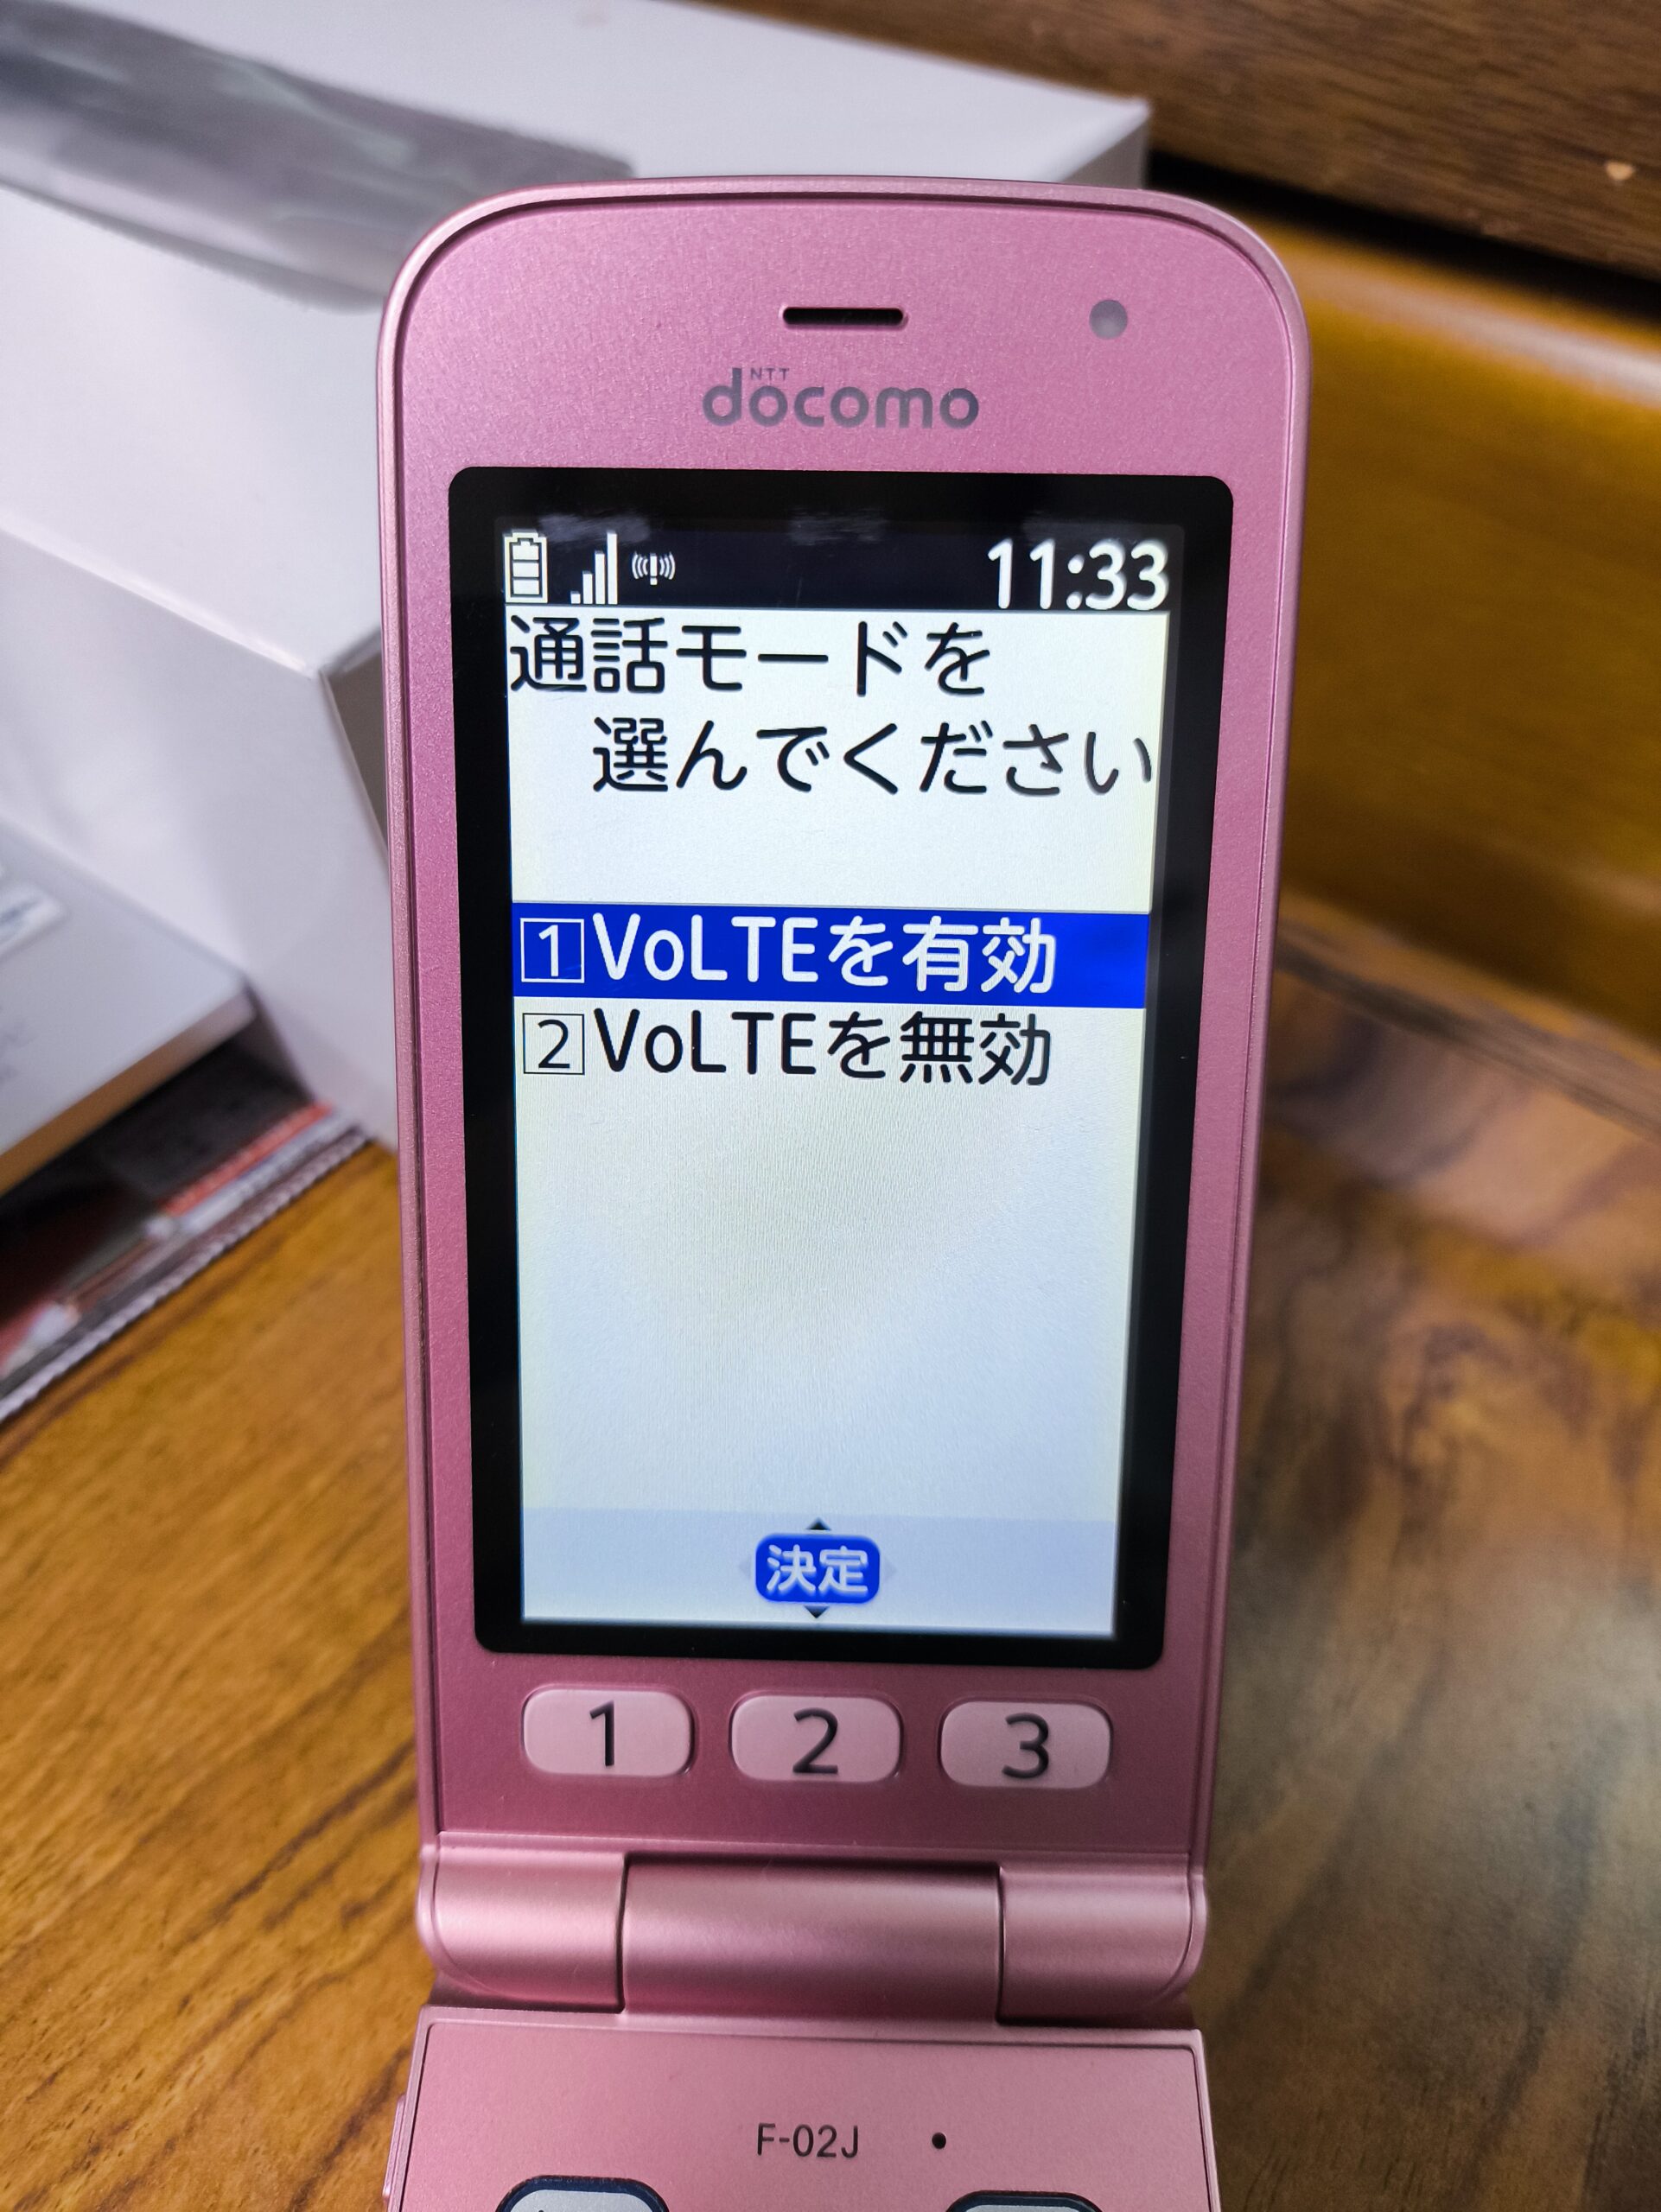 NTT
docomo
11:33
通話モードを
選んでください
1 VoLTEを有効
2 VoLTEを無効
決定
1 2 3
F-02J